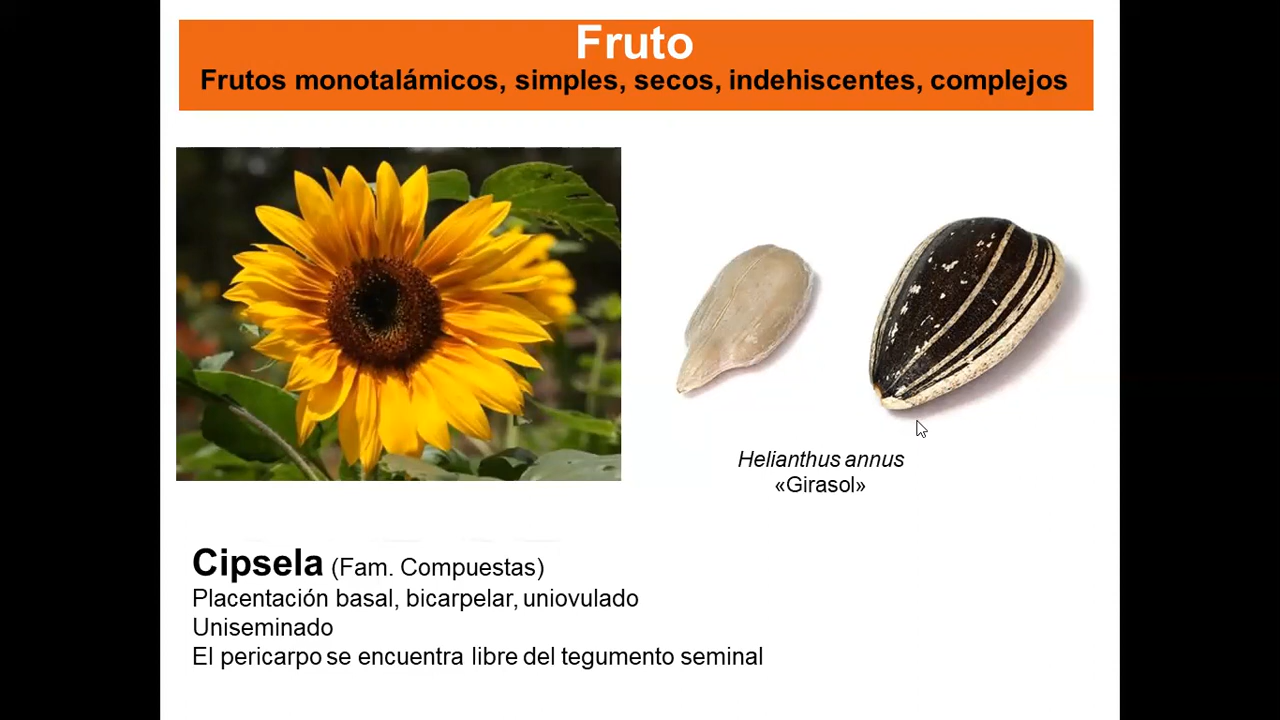 Fruto
Frutos monotalámicos, simples, secos, indehiscentes, complejos
Helianthus annus
«Girasol»
Cipsela (Fam. Compuestas)
Placentación basal, bicarpelar, uniovulado
Uniseminado
El pericarpo se encuentra libre del tegumento seminal